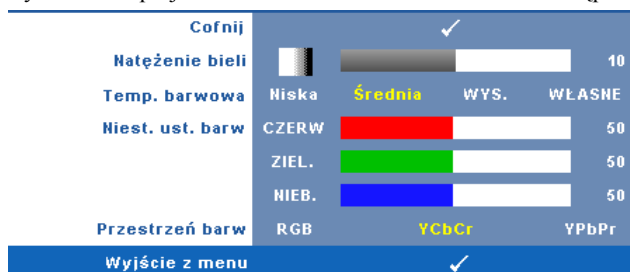 Cofnij
Natężenie bieli 10
Temp. barwowa Niska Średnia WYS. WŁASNE
Niest. ust. barw CZERW 50
ZIEL. 50
NIEB. 50
Przestrzeń barw RGB YCbCr YPbPr
Wyjście z menu